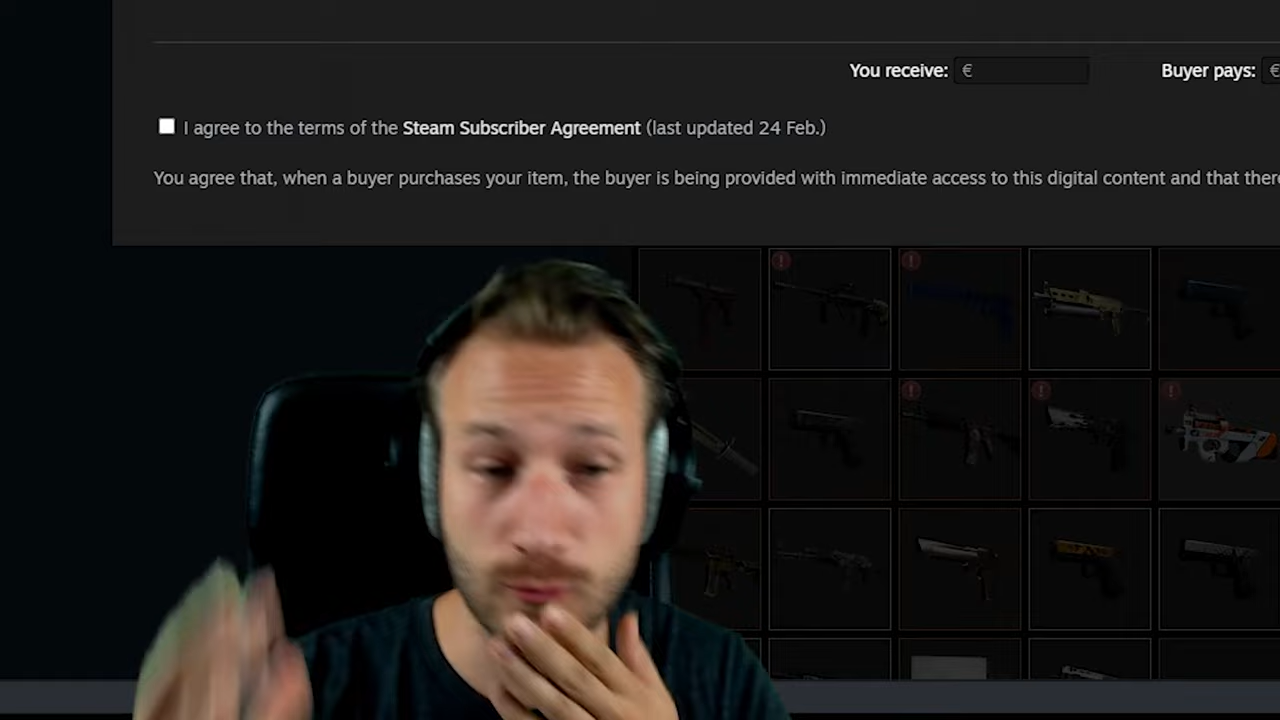 You receive: €
Buyer pays: €
I agree to the terms of the Steam Subscriber Agreement (last updated 24 Feb.)
You agree that, when a buyer purchases your item, the buyer is being provided with immediate access to this digital content and that